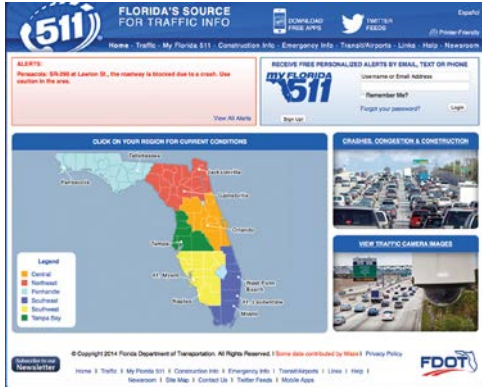 511
FLORIDA'S SOURCE
FOR TRAFFIC INFO
DOWNLOAD
FREE APPS
TWITTER
FEEDS
Español
Printer-Friendly
Home - Traffic - My Florida 511 - Construction Info - Emergency Info - Transit/Airports - Links - Help - Newsroom
ALERTS:
Pensacola: SR-296 at Lawton St., the roadway is blocked due to a crash. Use
caution in the area.
View All Alerts
RECEIVE FREE PERSONALIZED ALERTS BY EMAIL, TEXT OR PHONE
MY FLORIDA
511
Sign Up!
Username or Email Address
Remember Me?
Forgot your password?
Login
CLICK ON YOUR REGION FOR CURRENT CONDITIONS
Tallahassee
Jacksonville
Pensacola
Gainesville
Orlando
Tampa
Ft. Myers
West Palm
Beach
Ft. Lauderdale
Naples
Miami
Legend
Central
Northeast
Panhandle
Southeast
Southwest
Tampa Bay
CRASHES, CONGESTION & CONSTRUCTION
VIEW TRAFFIC CAMERA IMAGES
Subscribe to our
Newsletter
© Copyright 2014 Florida Department of Transportation. All Rights Reserved. | Some data contributed by Waze | Privacy Policy
Home | Traffic | My Florida 511 | Construction Info | Emergency Info | Transit/Airports | Links | Help |
Newsroom | Site Map | Contact Us | Twitter Feeds | Mobile Apps
FDOT